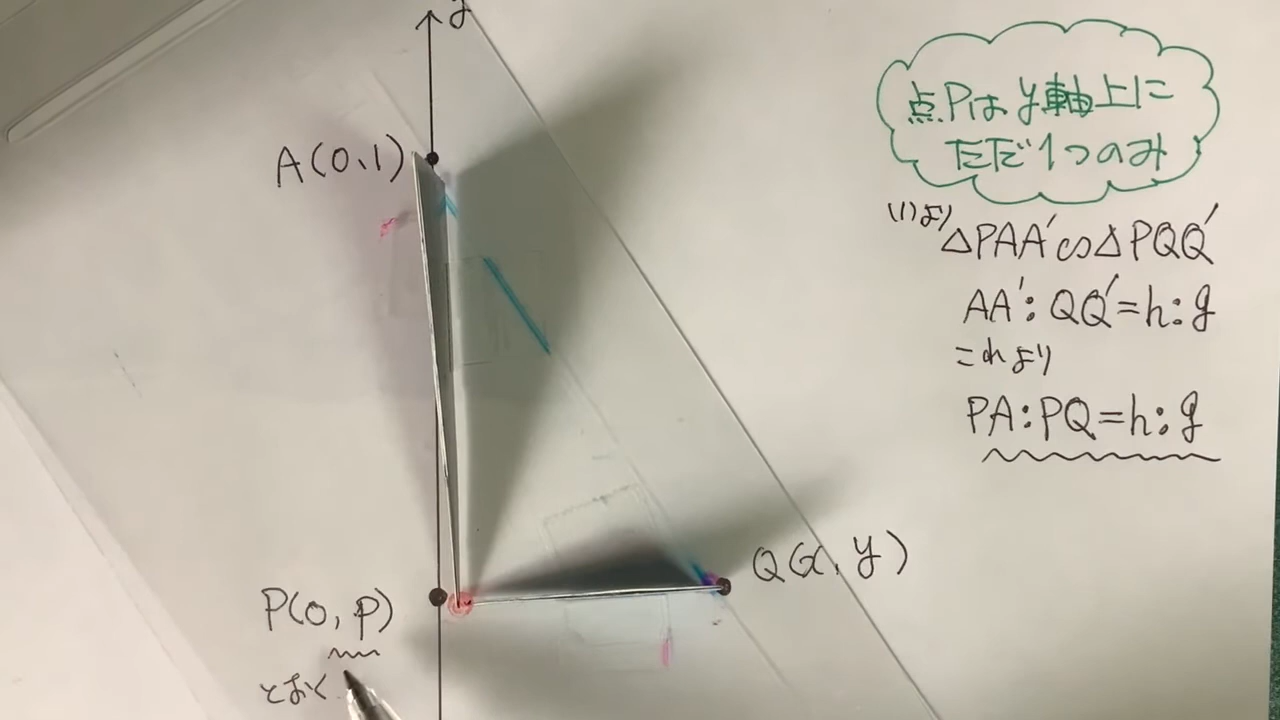 y
A(0,1)
点Pはy軸上に
ただ1つのみ
(1)より
△PAA′∽△PQQ′
AA′:QQ′=h:g
これより
PA:PQ=h:g
Q(x,y)
P(0,p)
とおく